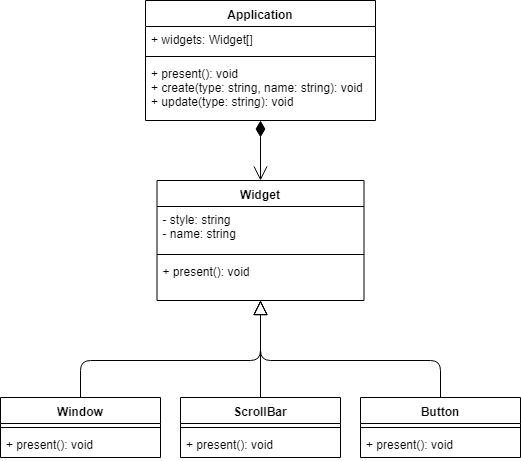 Application
+ widgets: Widget[]
+ present(): void
+ create(type: string, name: string): void
+ update(type: string): void
Widget
- style: string
- name: string
+ present(): void
Window
+ present(): void
ScrollBar
+ present(): void
Button
+ present(): void